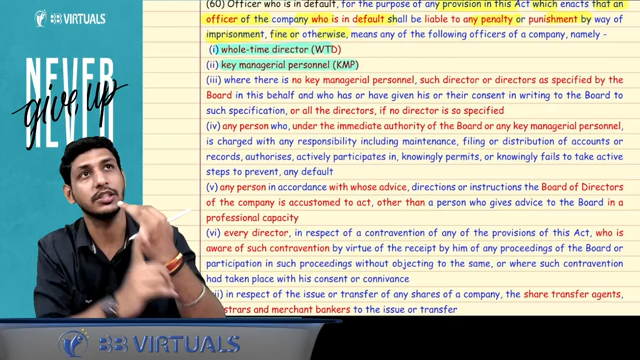 BB VIRTUALS
NEVER
give up
NEVER
(60) Officer who is in default, for the purpose of any provision in this Act which enacts that an
officer of the company who is in default shall be liable to any penalty or punishment by way of
imprisonment, fine or otherwise, means any of the following officers of a company, namely -
(i) whole-time director (WTD)
(ii) key managerial personnel (KMP)
(iii) where there is no key managerial personnel, such director or directors as specified by the
Board in this behalf and who has or have given his or their consent in writing to the Board to
such specification, or all the directors, if no director is so specified
(iv) any person who, under the immediate authority of the Board or any key managerial personnel,
is charged with any responsibility including maintenance, filing or distribution of accounts or
records, authorises, actively participates in, knowingly permits, or knowingly fails to take active
steps to prevent, any default
(v) any person in accordance with whose advice, directions or instructions the Board of Directors
of the company is accustomed to act, other than a person who gives advice to the Board in
a professional capacity
(vi) every director, in respect of a contravention of any of the provisions of this Act, who is
aware of such contravention by virtue of the receipt by him of any proceedings of the Board or
participation in such proceedings without objecting to the same, or where such contravention
had taken place with his consent or connivance
in respect of the issue or transfer of any shares of a company, the share transfer agents,
and merchant bankers to the issue or transfer
BB VIRTUALS